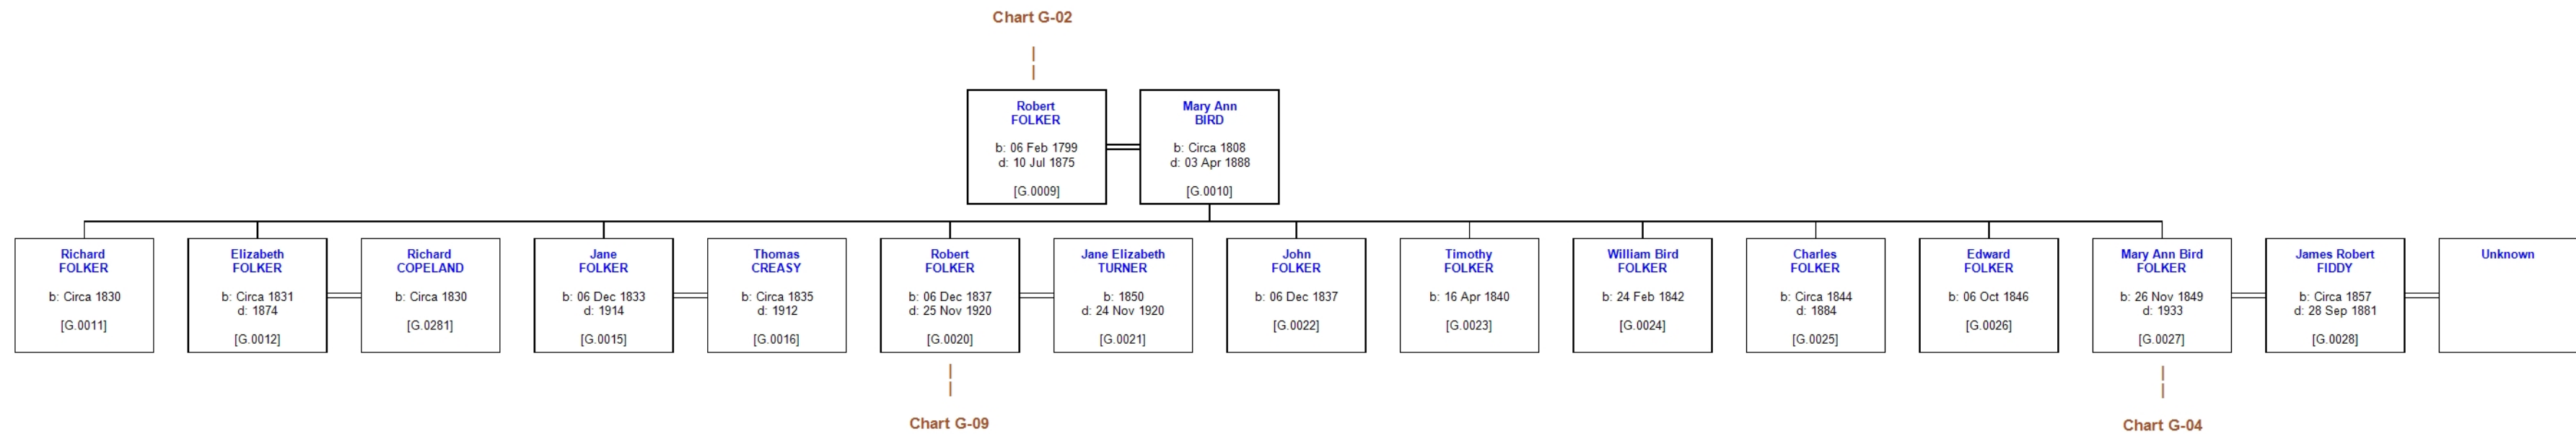 Chart G-02
Robert
FOLKER
b: 06 Feb 1799
d: 10 Jul 1875
[G.0009]
Mary Ann
BIRD
b: Circa 1808
d: 03 Apr 1888
[G.0010]
Richard
FOLKER
b: Circa 1830
[G.0011]
Elizabeth
FOLKER
b: Circa 1831
d: 1874
[G.0012]
Richard
COPELAND
b: Circa 1830
[G.0281]
Jane
FOLKER
b: 06 Dec 1833
d: 1914
[G.0015]
Thomas
CREASY
b: Circa 1835
d: 1912
[G.0016]
Robert
FOLKER
b: 06 Dec 1837
d: 25 Nov 1920
[G.0020]
Jane Elizabeth
TURNER
b: 1850
d: 24 Nov 1920
[G.0021]
John
FOLKER
b: 06 Dec 1837
[G.0022]
Timothy
FOLKER
b: 16 Apr 1840
[G.0023]
William Bird
FOLKER
b: 24 Feb 1842
[G.0024]
Charles
FOLKER
b: Circa 1844
d: 1884
[G.0025]
Edward
FOLKER
b: 06 Oct 1846
[G.0026]
Mary Ann Bird
FOLKER
b: 26 Nov 1849
d: 1933
[G.0027]
James Robert
FIDDY
b: Circa 1857
d: 28 Sep 1881
[G.0028]
Unknown
Chart G-09
Chart G-04